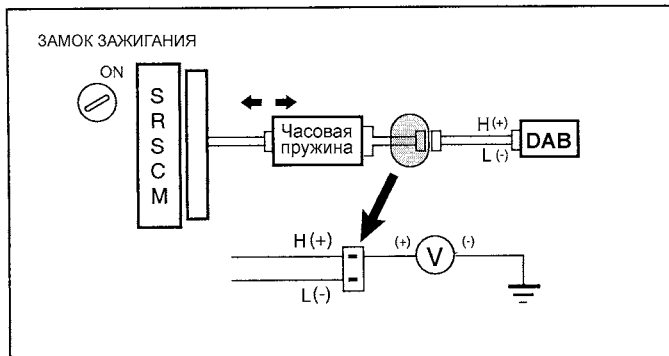 ЗАМОК ЗАЖИГАНИЯ
ON
S
R
S
C
M
Часовая
пружина
H (+)
L (-)
DAB
H (+)
L (-)
(+)
V
(-)